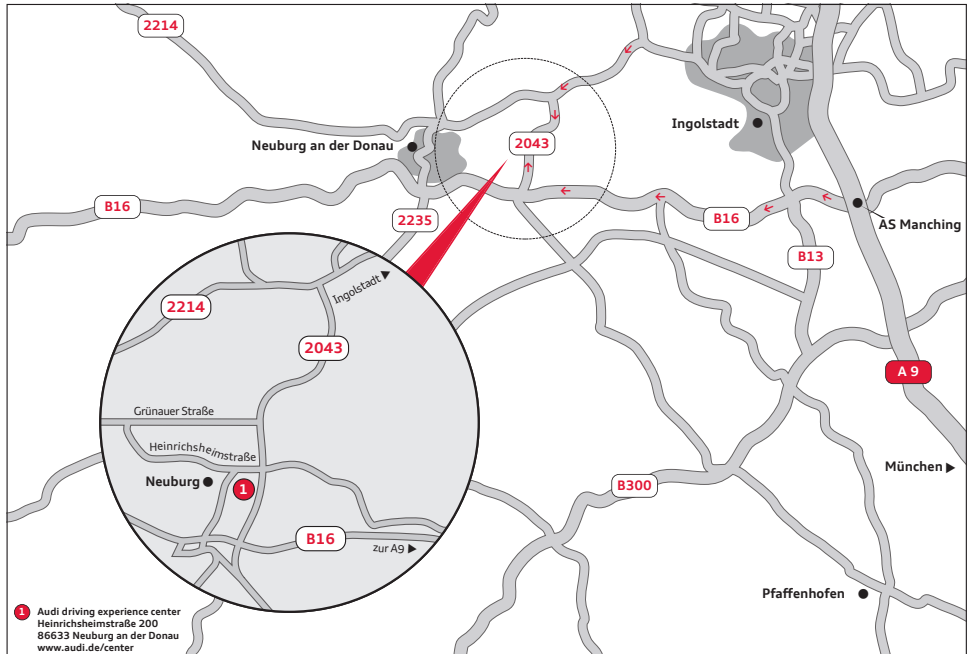 2214
Ingolstadt
Neuburg an der Donau
2043
B16
2235
B16
AS Manching
B13
Ingolstadt ▶
2214
2043
A 9
Grünauer Straße
Heinrichsheimstraße
München ▶
Neuburg
1
B300
B16
zur A9 ▶
Pfaffenhofen
1 Audi driving experience center
Heinrichsheimstraße 200
86633 Neuburg an der Donau
www.audi.de/center